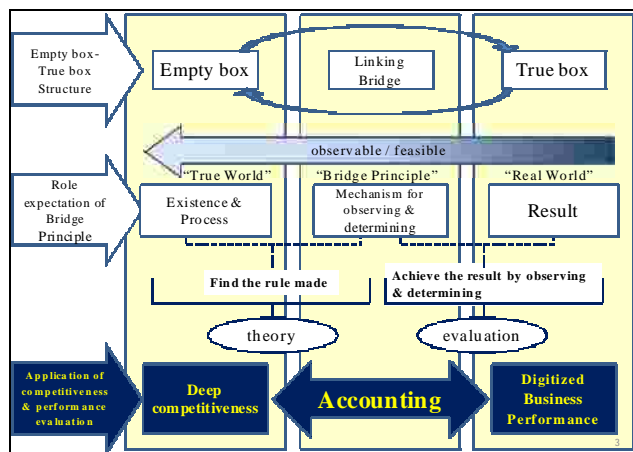 Empty box-
True box
Structure
Empty box
Linking
Bridge
True box
observable / feasible
Role
expectation of
Bridge
Principle
“True World”
“Bridge Principle”
“Real World”
Existence &
Process
Mechanism for
observing &
determining
Result
Find the rule made
Achieve the result by observing
& determining
theory
evaluation
Application of
competitiveness
& performance
evaluation
Deep
competitiveness
Accounting
Digitized
Business
Performance
3